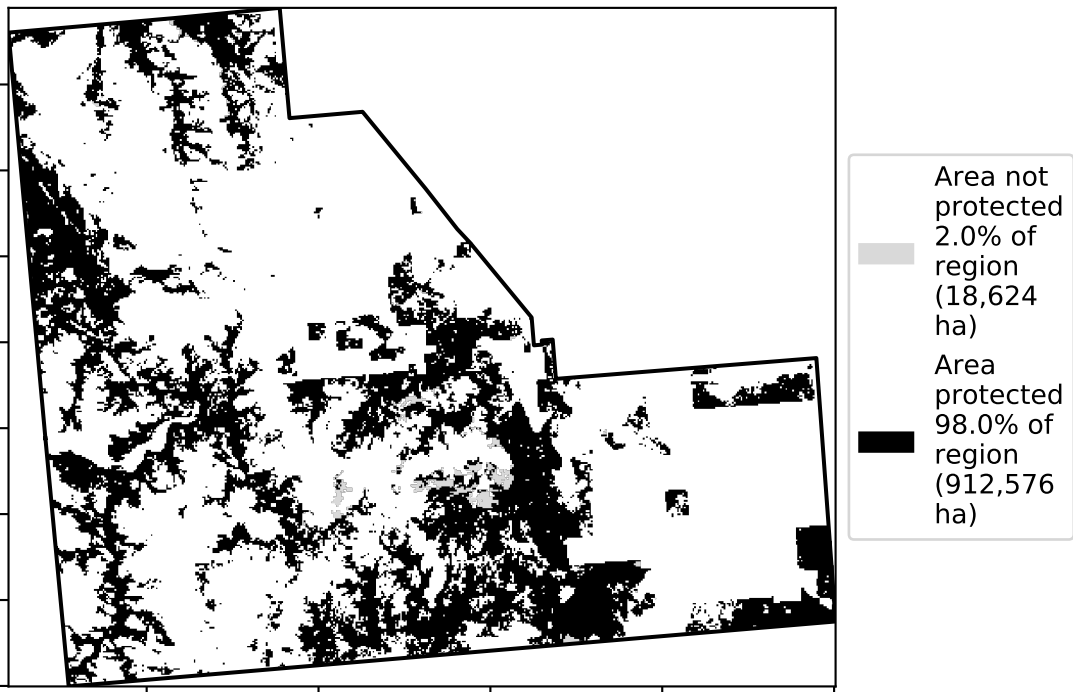 Area not
protected
2.0% of
region
(18,624
ha)
Area
protected
98.0% of
region
(912,576
ha)